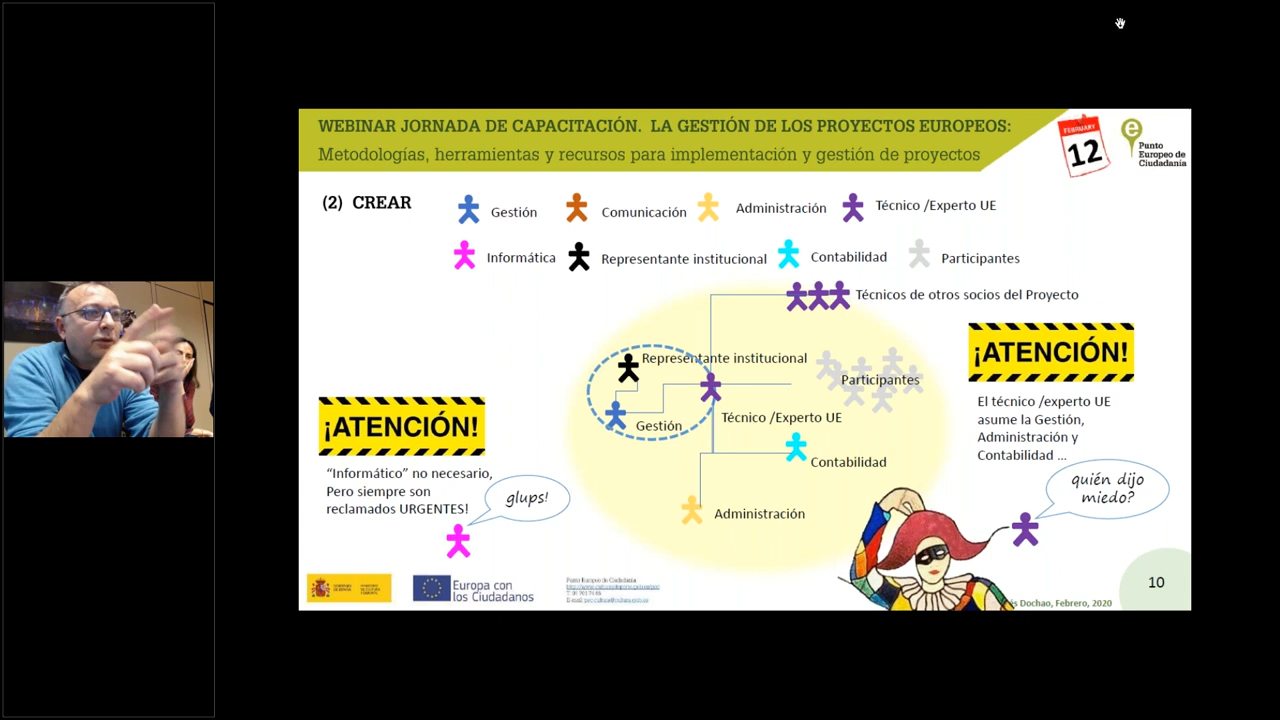 WEBINAR JORNADA DE CAPACITACIÓN. LA GESTIÓN DE LOS PROYECTOS EUROPEOS:
Metodologías, herramientas y recursos para implementación y gestión de proyectos
FEBRUARY
12
e
Punto
Europeo de
Ciudadanía
(2) CREAR
Gestión
Comunicación
Administración
Técnico /Experto UE
Informática
Representante institucional
Contabilidad
Participantes
Técnicos de otros socios del Proyecto
Representante institucional
Participantes
Gestión
Técnico /Experto UE
Contabilidad
Administración
¡ATENCIÓN!
“Informático” no necesario,
Pero siempre son
reclamados URGENTES!
glups!
¡ATENCIÓN!
El técnico /experto UE
asume la Gestión,
Administración y
Contabilidad ...
quién dijo
miedo?
Europa con
los Ciudadanos
Punto Europeo de Ciudadanía
Dochao, Febrero, 2020
10